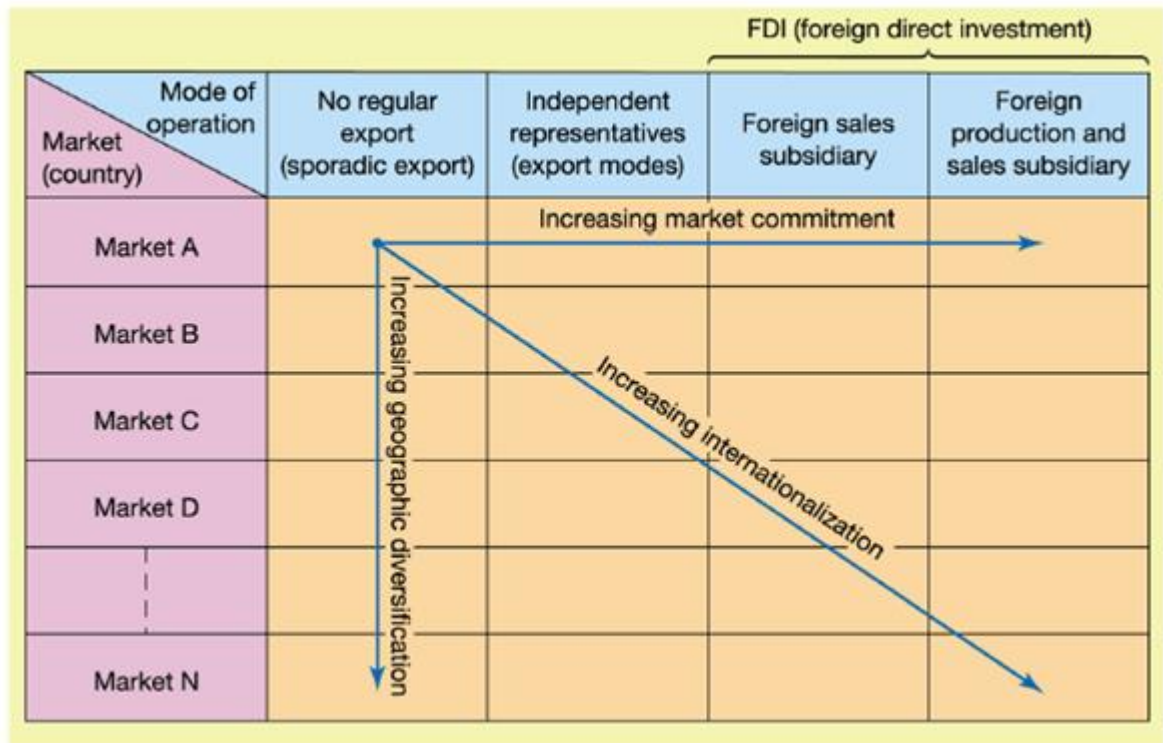 FDI (foreign direct investment)
Mode of
operation
Market
(country)
No regular
export
(sporadic export)
Independent
representatives
(export modes)
Foreign sales
subsidiary
Foreign
production and
sales subsidiary
Market A
Increasing market commitment
Increasing geographic diversification
Increasing internationalization
Market B
Market C
Market D
Market N